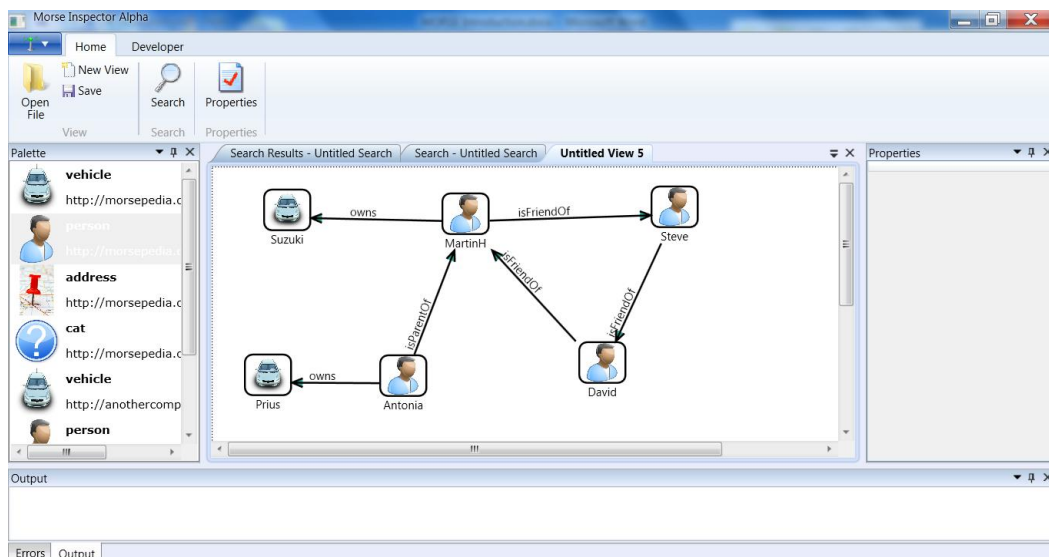 Morse Inspector Alpha
Home Developer
Open File
New View
Save
Search
Properties
View
Search
Properties
Palette
vehicle
http://morsepedia.c
person
http://morsepedia.
address
http://morsepedia.c
cat
http://morsepedia.c
vehicle
http://anothercomp
person
Search Results - Untitled Search
Search - Untitled Search
Untitled View 5
Suzuki
owns
MartinH
isFriendOf
Steve
isParentOf
isFriendOf
isFriendOf
Prius
owns
Antonia
David
Properties
Output
Errors Output